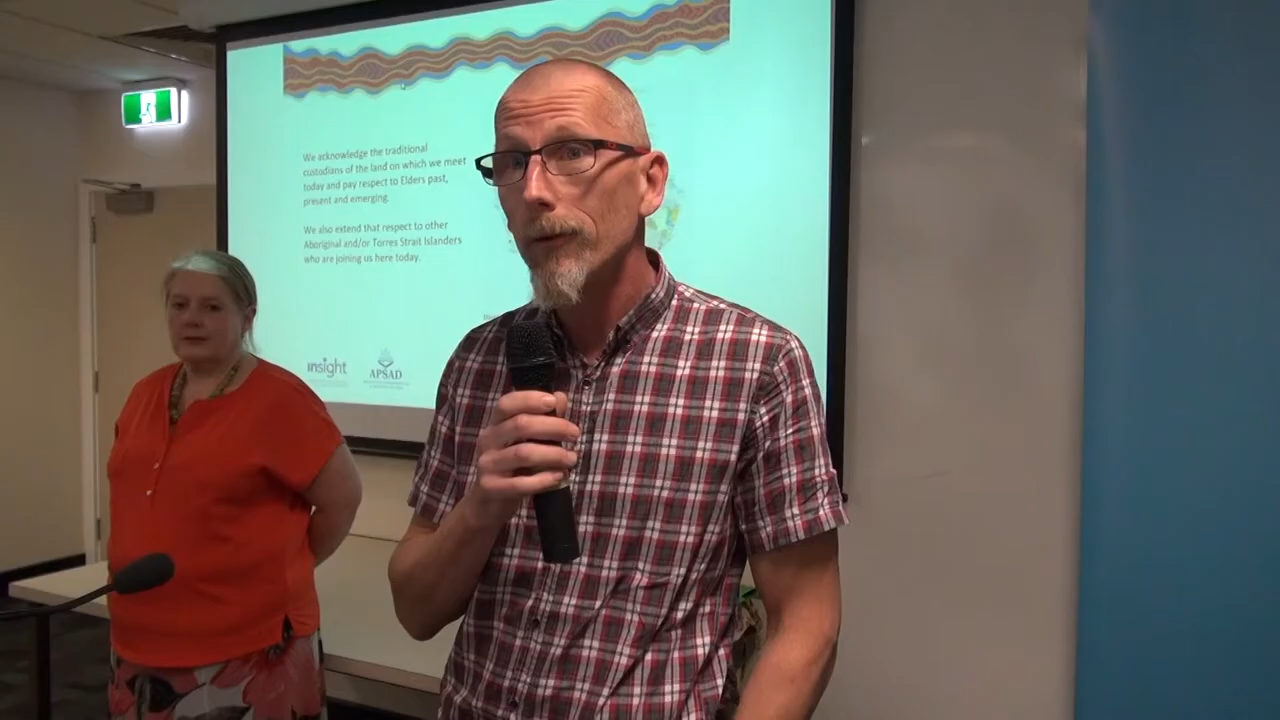 We acknowledge the traditional
custodians of the land on which we meet
today and pay respect to Elders past,
present and emerging.
We also extend that respect to other
Aboriginal and/or Torres Strait Islanders
who are joining us here today.
insight
APSAD